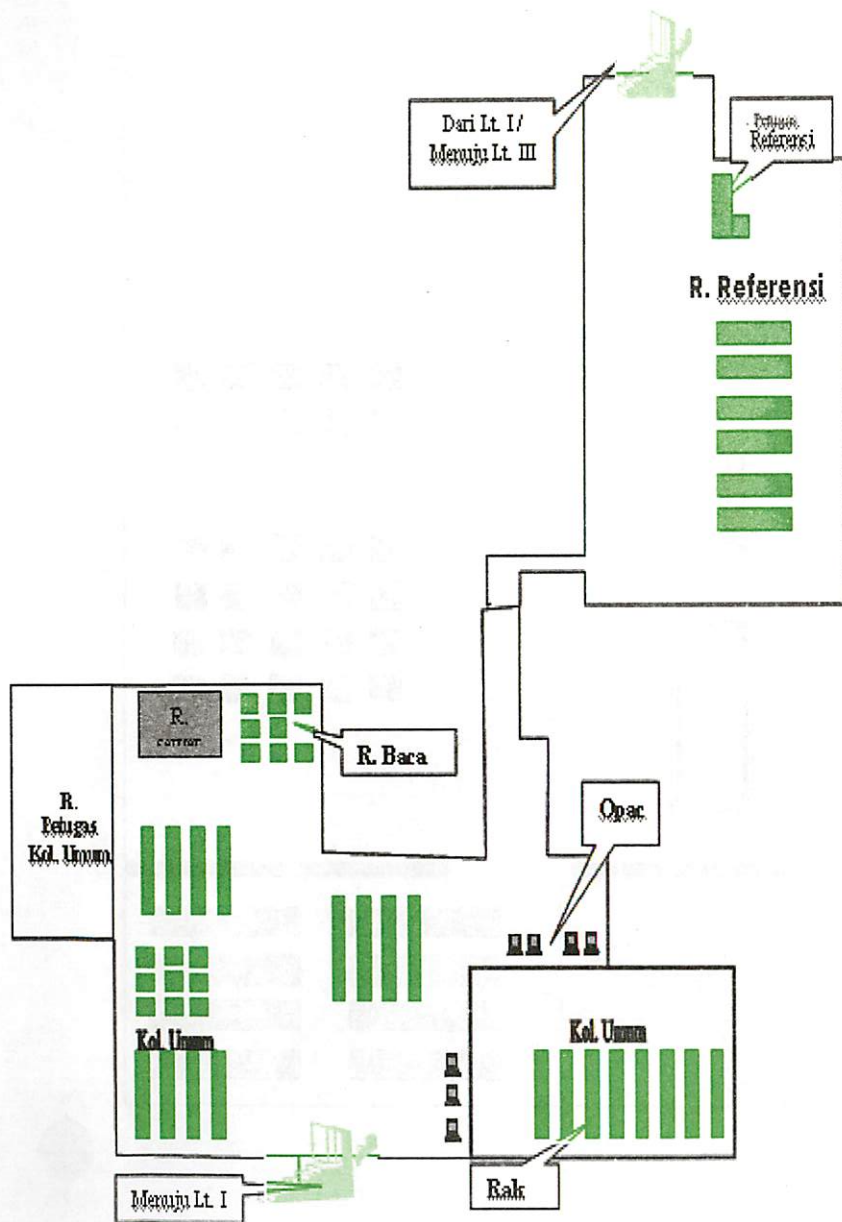 Dari Lt. I /
Menuju Lt. III
Referensi
R. Referensi
R.
R. Baca
R.
Petugas
Kol. Umum
Opac
Kol. Umum
Kol. Umum
Menuju Lt. I
Rak